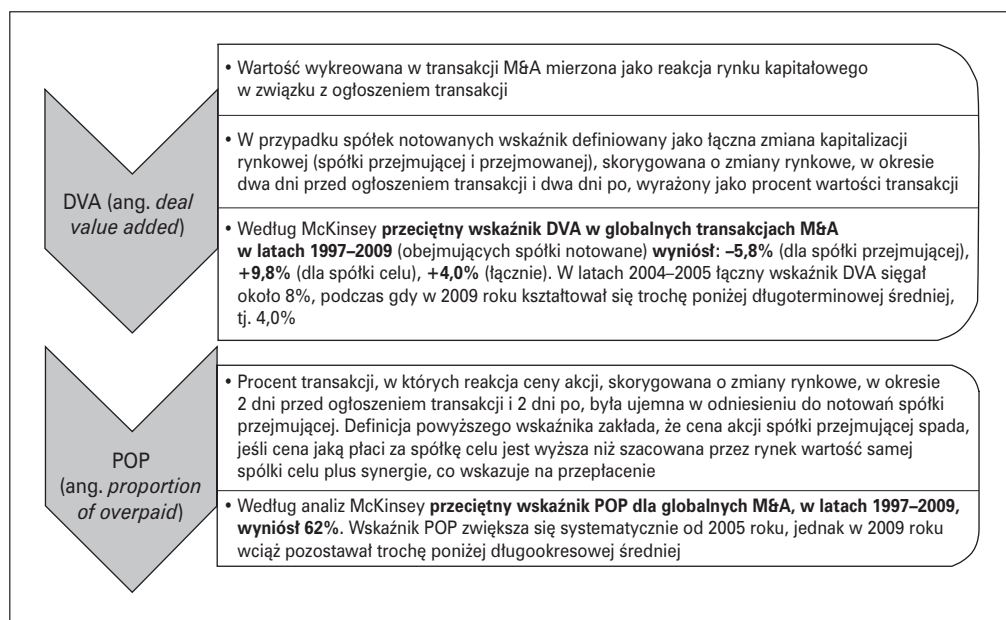 DVA (ang. deal
value added)
• Wartość wykreowana w transakcji M&A mierzona jako reakcja rynku kapitałowego
w związku z ogłoszeniem transakcji
• W przypadku spółek notowanych wskaźnik definiowany jako łączna zmiana kapitalizacji
rynkowej (spółki przejmującej i przejmowanej), skorygowana o zmiany rynkowe, w okresie
dwa dni przed ogłoszeniem transakcji i dwa dni po, wyrażony jako procent wartości transakcji
• Według McKinsey przeciętny wskaźnik DVA w globalnych transakcjach M&A
w latach 1997–2009 (obejmujących spółki notowane) wyniósł: –5,8% (dla spółki przejmującej),
+9,8% (dla spółki celu), +4,0% (łącznie). W latach 2004–2005 łączny wskaźnik DVA sięgał
około 8%, podczas gdy w 2009 roku kształtował się trochę poniżej długoterminowej średniej,
tj. 4,0%
POP
(ang. proportion
of overpaid)
• Procent transakcji, w których reakcja ceny akcji, skorygowana o zmiany rynkowe, w okresie
2 dni przed ogłoszeniem transakcji i 2 dni po, była ujemna w odniesieniu do notowań spółki
przejmującej. Definicja powyższego wskaźnika zakłada, że cena akcji spółki przejmującej spada,
jeśli cena jaką płaci za spółkę celu jest wyższa niż szacowana przez rynek wartość samej
spólki celu plus synergie, co wskazuje na przepłacenie
• Według analiz McKinsey przeciętny wskaźnik POP dla globalnych M&A, w latach 1997–2009,
wyniósł 62%. Wskaźnik POP zwiększa się systematycznie od 2005 roku, jednak w 2009 roku
wciąż pozostawał trochę poniżej długookresowej średniej